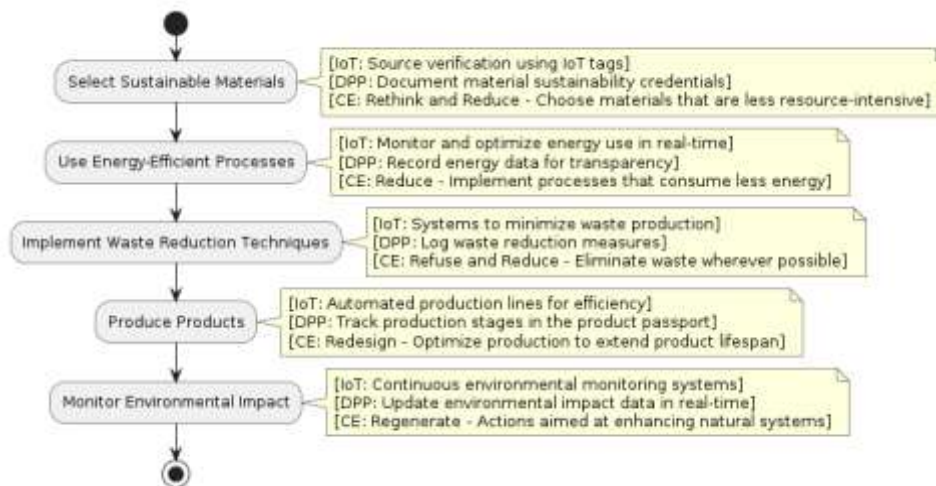 Select Sustainable Materials
[IoT: Source verification using IoT tags]
[DPP: Document material sustainability credentials]
[CE: Rethink and Reduce - Choose materials that are less resource-intensive]
Use Energy-Efficient Processes
[IoT: Monitor and optimize energy use in real-time]
[DPP: Record energy data for transparency]
[CE: Reduce - Implement processes that consume less energy]
Implement Waste Reduction Techniques
[IoT: Systems to minimize waste production]
[DPP: Log waste reduction measures]
[CE: Refuse and Reduce - Eliminate waste wherever possible]
Produce Products
[IoT: Automated production lines for efficiency]
[DPP: Track production stages in the product passport]
[CE: Redesign - Optimize production to extend product lifespan]
Monitor Environmental Impact
[IoT: Continuous environmental monitoring systems]
[DPP: Update environmental impact data in real-time]
[CE: Regenerate - Actions aimed at enhancing natural systems]